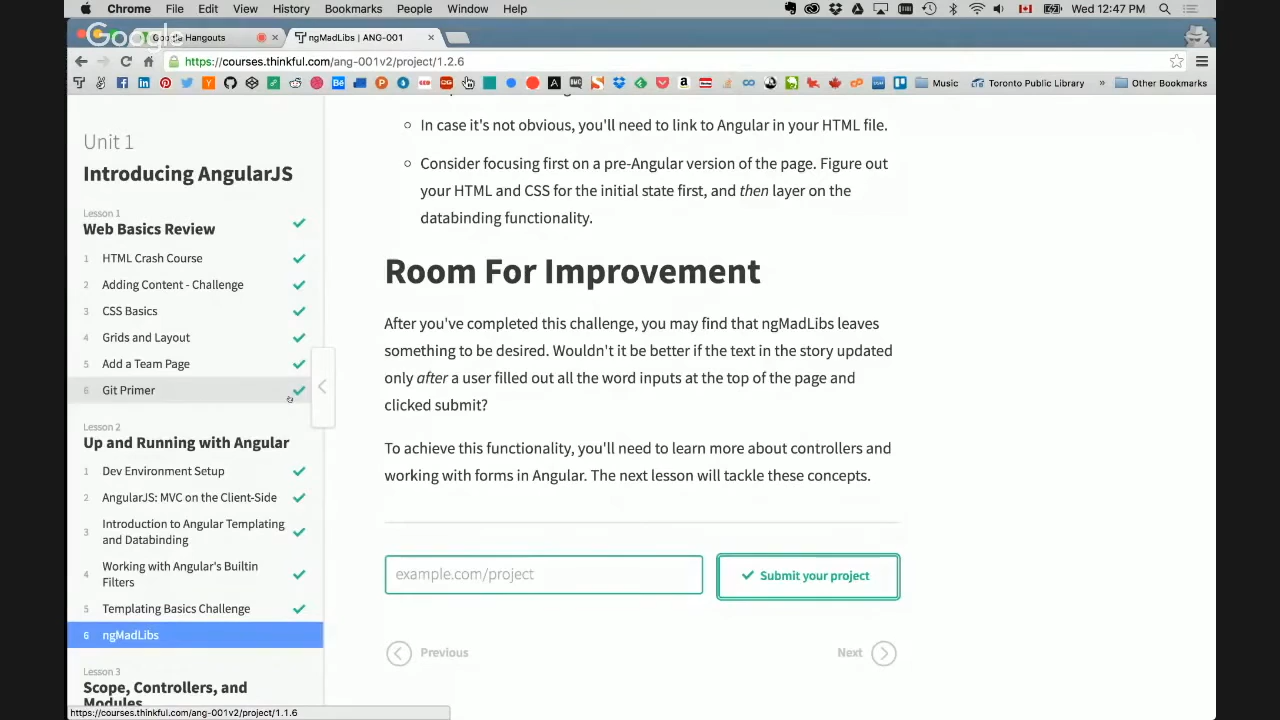 Chrome File Edit View History Bookmarks People Window Help Wed 12:47 PM
Google Hangouts ngMadLibs | ANG-001
https://courses.thinkful.com/ang-001v2/project/1.2.6
Music Toronto Public Library » Other Bookmarks
Unit 1
Introducing AngularJS
Lesson 1
Web Basics Review
1 HTML Crash Course
2 Adding Content - Challenge
3 CSS Basics
4 Grids and Layout
5 Add a Team Page
6 Git Primer
Lesson 2
Up and Running with Angular
1 Dev Environment Setup
2 AngularJS: MVC on the Client-Side
3 Introduction to Angular Templating
and Databinding
4 Working with Angular's Builtin
Filters
5 Templating Basics Challenge
6 ngMadLibs
Lesson 3
Scope, Controllers, and
Modules
https://courses.thinkful.com/ang-001v2/project/1.1.6
In case it's not obvious, you'll need to link to Angular in your HTML file.
Consider focusing first on a pre-Angular version of the page. Figure out
your HTML and CSS for the initial state first, and then layer on the
databinding functionality.
Room For Improvement
After you've completed this challenge, you may find that ngMadLibs leaves
something to be desired. Wouldn't it be better if the text in the story updated
only after a user filled out all the word inputs at the top of the page and
clicked submit?
To achieve this functionality, you'll need to learn more about controllers and
working with forms in Angular. The next lesson will tackle these concepts.
example.com/project Submit your project
Previous Next